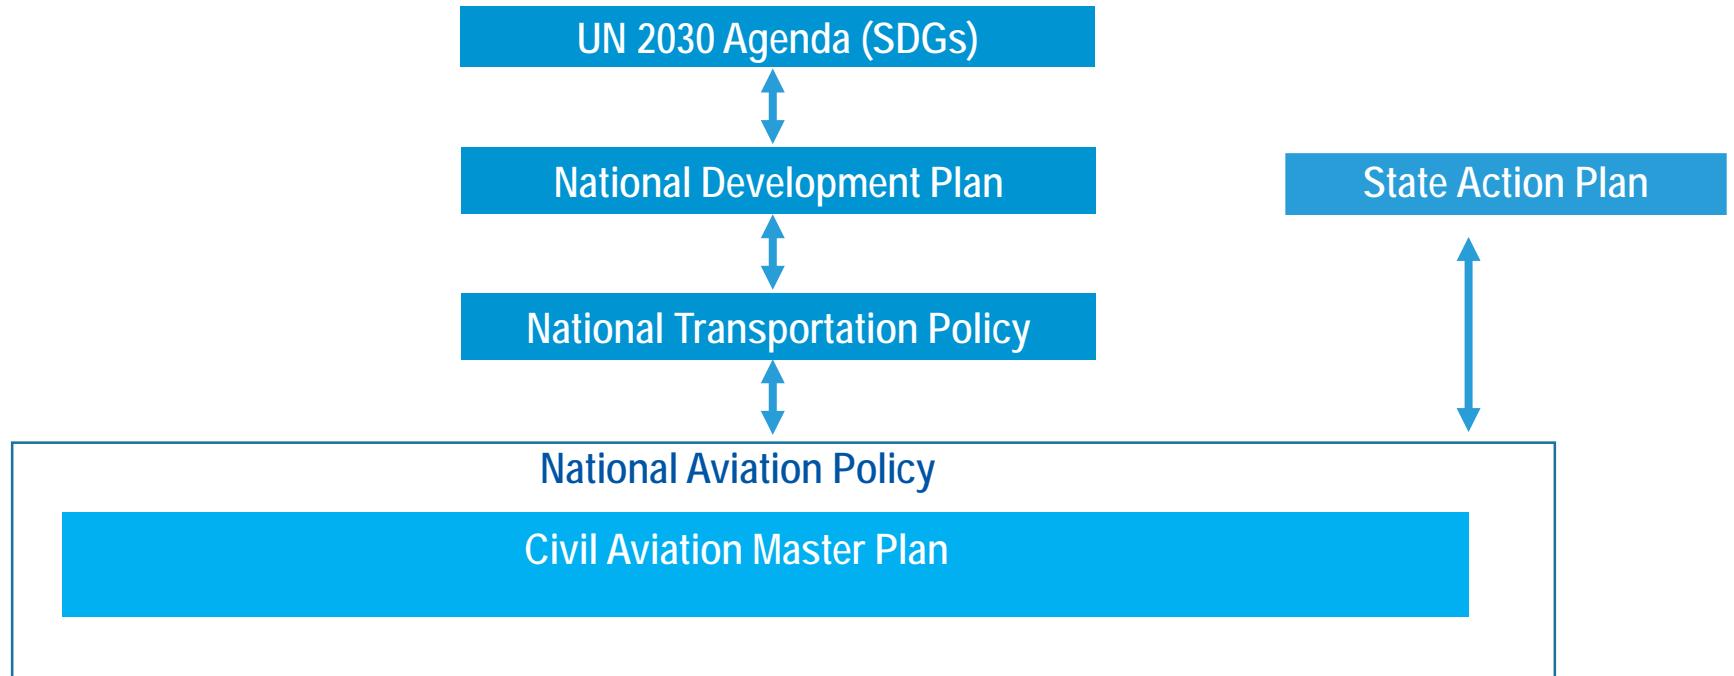 UN 2030 Agenda (SDGs)
National Development Plan
State Action Plan
National Transportation Policy
National Aviation Policy
Civil Aviation Master Plan